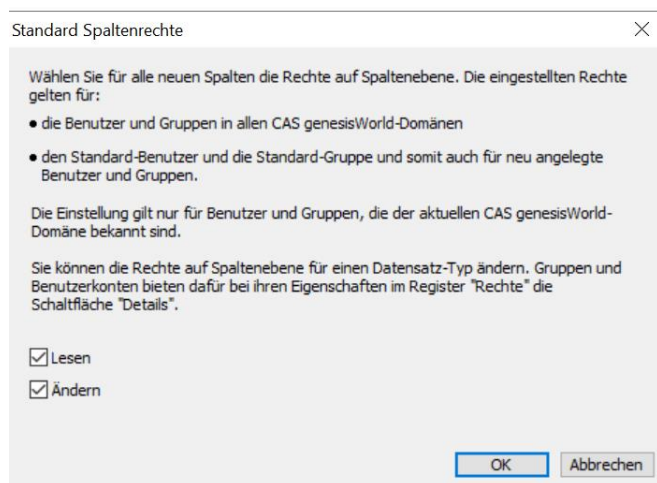 Standard Spaltenrechte
Wählen Sie für alle neuen Spalten die Rechte auf Spaltenebene. Die eingestellten Rechte
gelten für:
• die Benutzer und Gruppen in allen CAS genesisWorld-Domänen
• den Standard-Benutzer und die Standard-Gruppe und somit auch für neu angelegte
Benutzer und Gruppen.
Die Einstellung gilt nur für Benutzer und Gruppen, die der aktuellen CAS genesisWorld-
Domäne bekannt sind.
Sie können die Rechte auf Spaltenebene für einen Datensatz-Typ ändern. Gruppen und
Benutzerkonten bieten dafür bei ihren Eigenschaften im Register "Rechte" die
Schaltfläche "Details".
Lesen
Ändern
OK Abbrechen